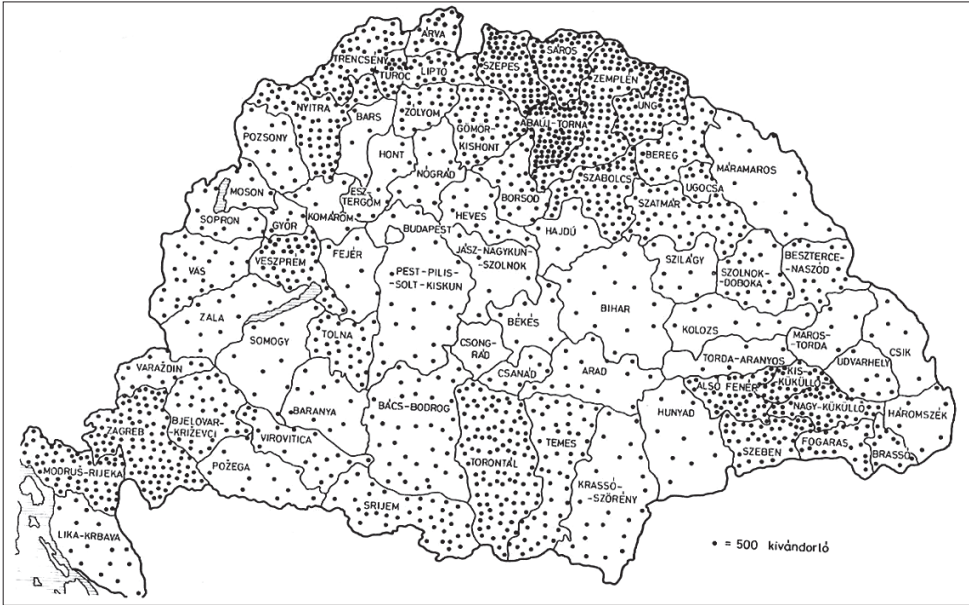 ÁRVA
TRENCSÉNY
TURÓC
LIPTÓ
SZEPES
SÁROS
ZEMPLÉN
UNG
NYITRA
BARS
ZÓLYOM
GÖMÖR-
KISHONT
ABAÚJ-TORNA
POZSONY
HONT
NÓGRÁD
BORSOD
BEREG
MÁRAMAROS
UGOCSA
SZABOLCS
SZATMÁR
MOSON
SOPRON
GYŐR
KOMÁROM
ESZ-
TERGOM
HEVES
HAJDÚ
BUDAPEST
VESZPRÉM
FEJÉR
VAS
PEST-PILIS-
SOLT-KISKUN
JÁSZ-NAGYKUN-
SZOLNOK
SZILÁGY
SZOLNOK-
DOBOKA
BESZTERCE-
NASZÓD
ZALA
SOMOGY
TOLNA
BÉKÉS
BIHAR
KOLOZS
MAROS-
TORDA
CSIK
CSONG-
RÁD
CSANÁD
ARAD
TORDA-ARANYOS
UDVARHELY
VARAŽDIN
BARANYA
BÁCS-BODROG
HUNYAD
ALSÓ FEHÉR
KIS-
KÜKÜLLŐ
NAGY-KÜKÜLLŐ
HÁROMSZÉK
ZAGREB
BJELOVAR-
KRIŽEVCI
VIROVITICA
MODRUŠ-RIJEKA
POŽEGA
TORONTÁL
TEMES
KRASSÓ-
SZÖRÉNY
SZEBEN
FOGARAS
BRASSÓ
SRIJEM
LIKA-KRBAVA
• = 500 kivándorló